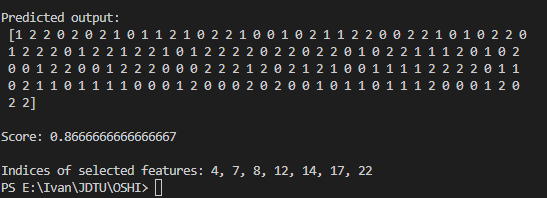 Predicted output:
[1 2 2 0 2 0 2 1 0 1 1 2 1 0 2 2 1 0 0 1 0 2 1 1 2 2 0 0 2 2 1 0 1 0 2 2 0
1 2 2 2 0 1 2 2 1 2 2 1 0 1 2 2 2 2 0 2 2 0 2 2 0 1 0 2 2 1 1 1 2 0 1 0 2
0 0 1 2 2 0 0 1 2 2 2 0 0 0 2 2 2 1 2 0 2 1 2 1 0 0 1 1 1 1 2 2 2 2 0 1 1
0 2 1 1 0 1 1 1 1 0 0 0 1 2 0 0 0 2 0 2 0 0 1 0 1 1 0 1 1 1 2 0 0 0 1 2 0
2 2]
Score: 0.8666666666666667
Indices of selected features: 4, 7, 8, 12, 14, 17, 22
PS E:\Ivan\JDTU\OSHI>